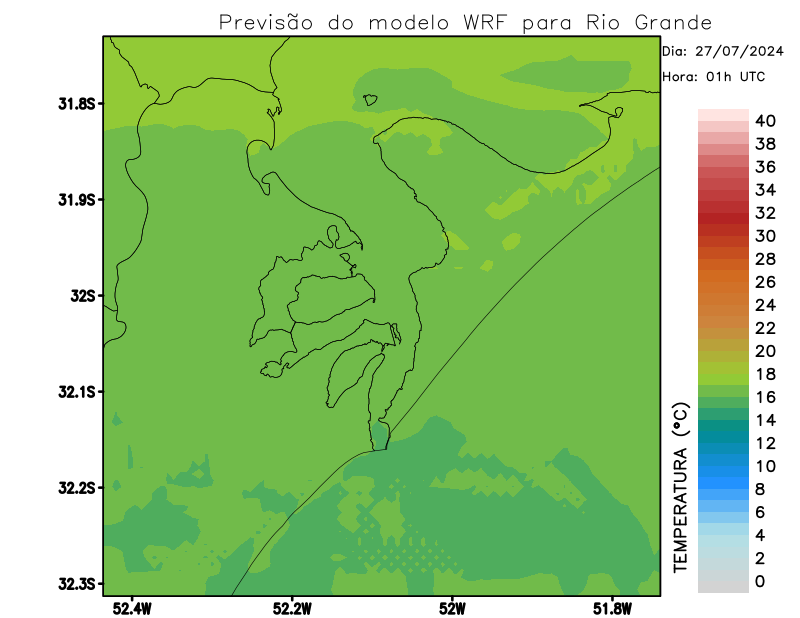 Previsão do modelo WRF para Rio Grande
Dia: 27/07/2024
Hora: 01h UTC
31.8S
31.9S
32S
32.1S
32.2S
32.3S
52.4W
52.2W
52W
51.8W
TEMPERATURA (°C)
40
38
36
34
32
30
28
26
24
22
20
18
16
14
12
10
8
6
4
2
0